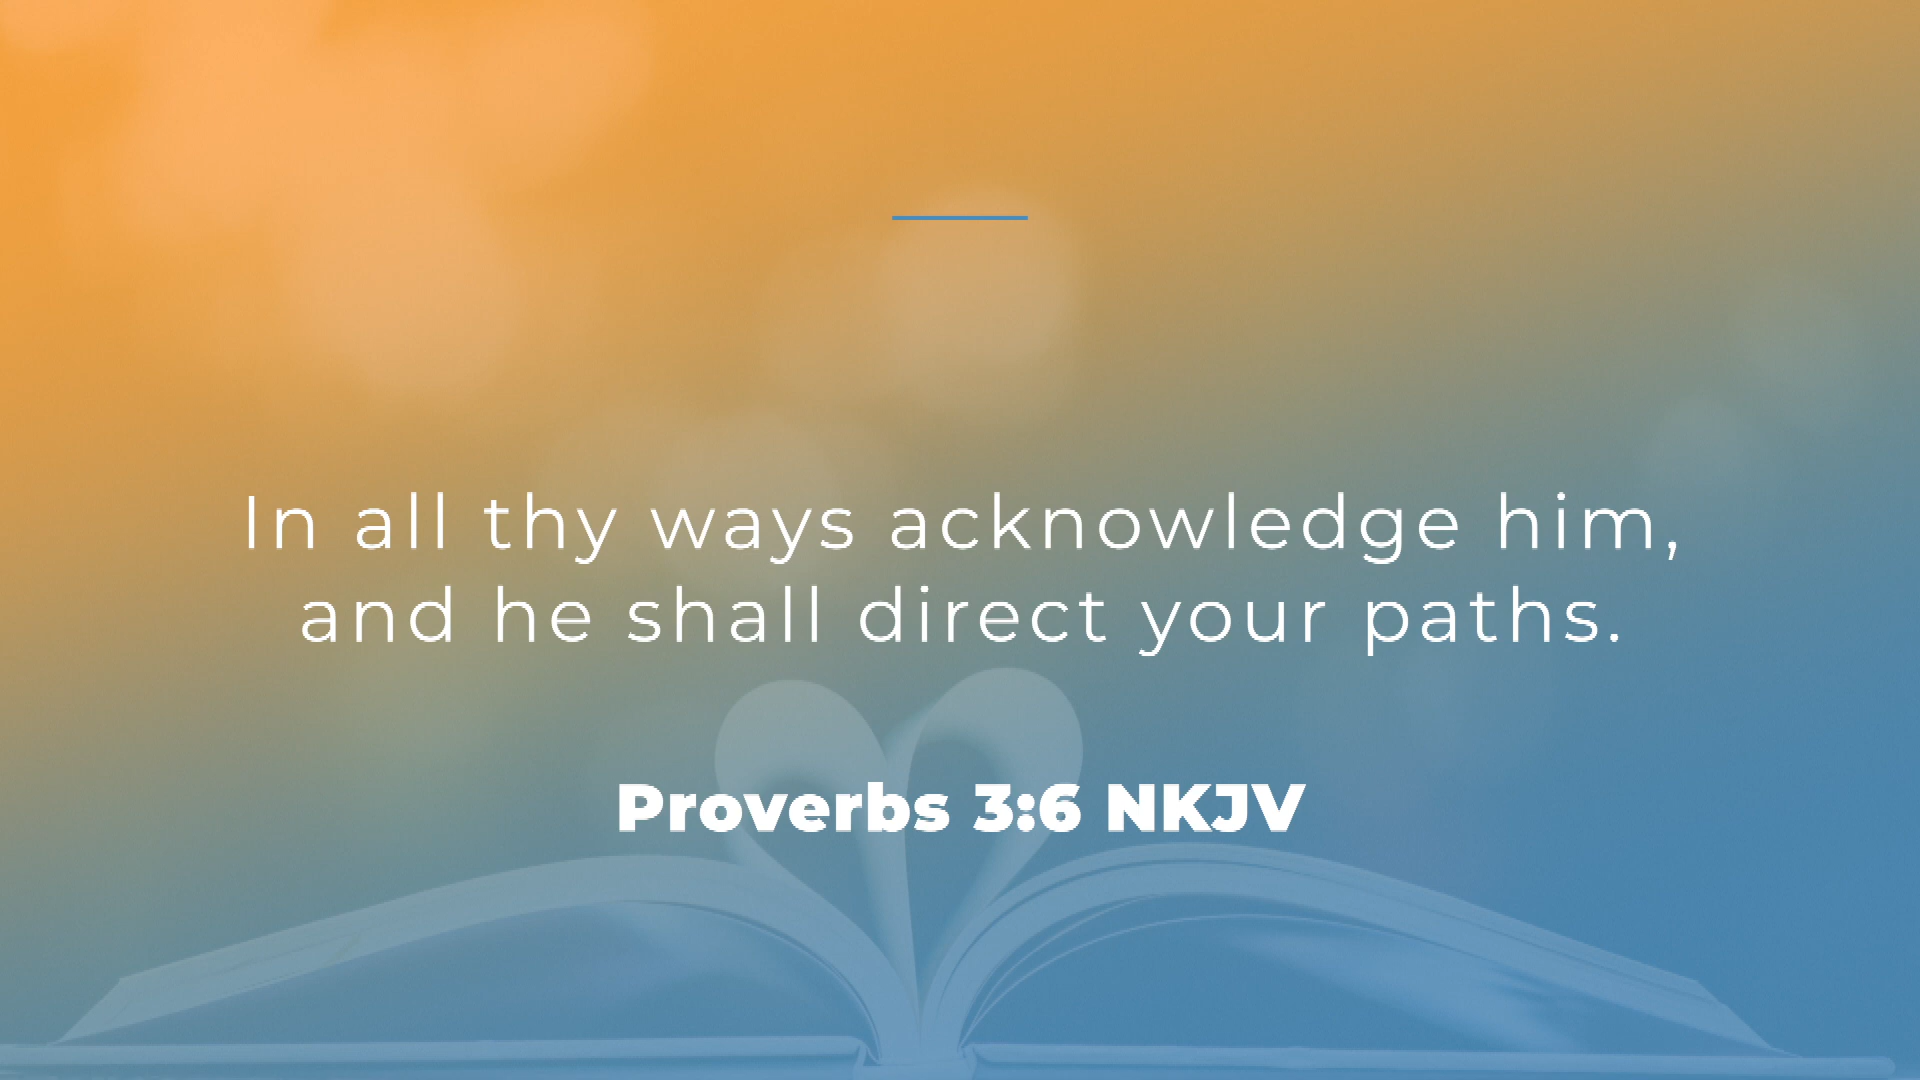 In all thy ways acknowledge him,
and he shall direct your paths.
Proverbs 3:6 NKJV